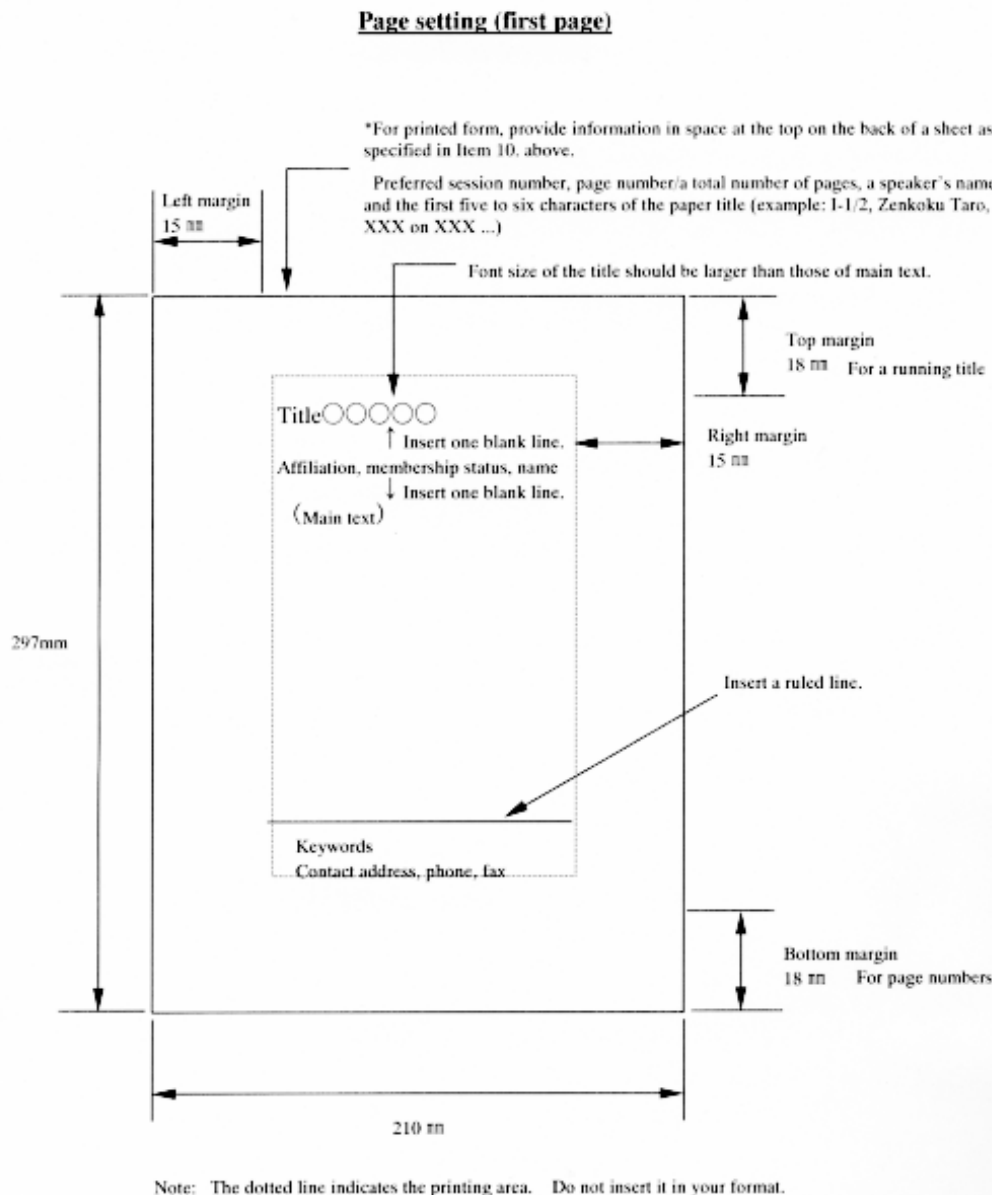 Page setting (first page)
*For printed form, provide information in space at the top on the back of a sheet as
specified in Item 10. above.
Preferred session number, page number/a total number of pages, a speaker's name
and the first five to six characters of the paper title (example: I-1/2, Zenkoku Taro,
XXX on XXX ...)
Left margin
15 ㎜
Font size of the title should be larger than those of main text.
Top margin
18 ㎜ For a running title
Title○○○○○
↑ Insert one blank line.
Right margin
15 ㎜
Affiliation, membership status, name
↓ Insert one blank line.
(Main text)
297mm
Insert a ruled line.
Keywords
Contact address, phone, fax
Bottom margin
18 ㎜ For page numbers
210 ㎜
Note: The dotted line indicates the printing area. Do not insert it in your format.